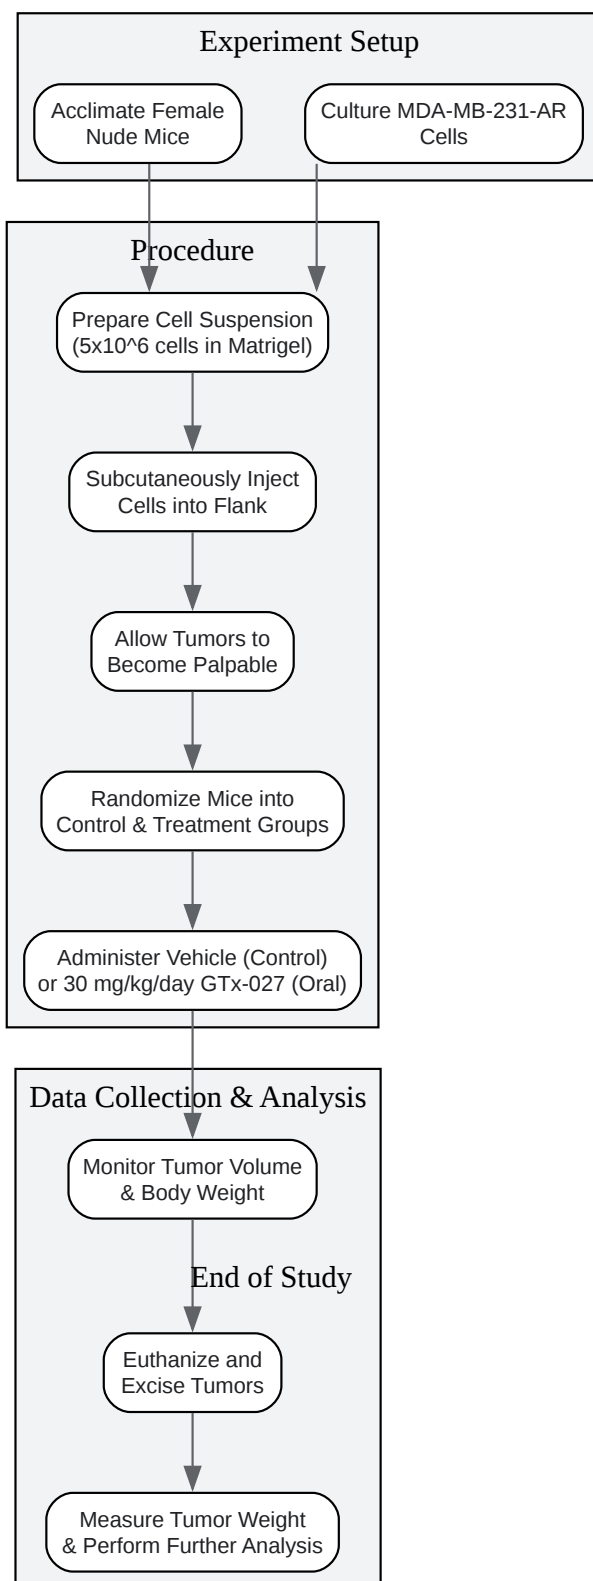 Experiment Setup
Acclimate Female
Nude Mice
Culture MDA-MB-231-AR
Cells
Procedure
Prepare Cell Suspension
(5x10^6 cells in Matrigel)
Subcutaneously Inject
Cells into Flank
Allow Tumors to
Become Palpable
Randomize Mice into
Control & Treatment Groups
Administer Vehicle (Control)
or 30 mg/kg/day GTx-027 (Oral)
Data Collection & Analysis
Monitor Tumor Volume
& Body Weight
End of Study
Euthanize and
Excise Tumors
Measure Tumor Weight
& Perform Further Analysis